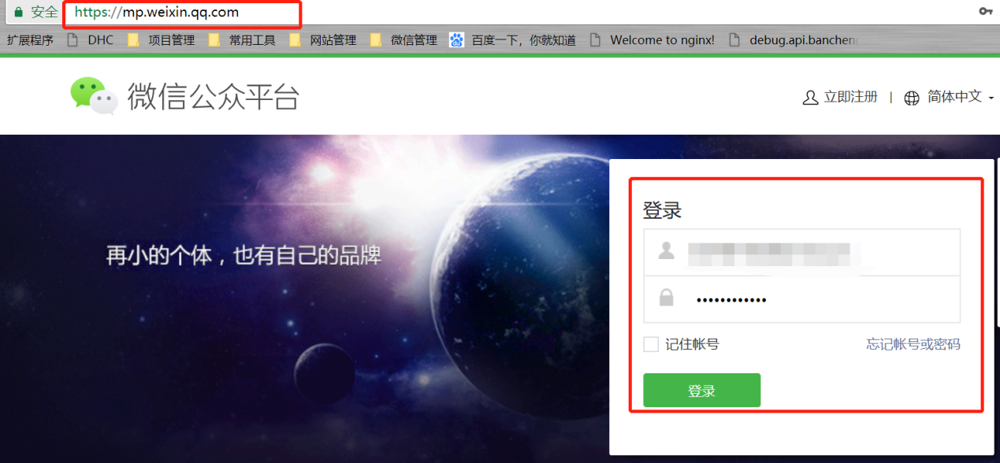 安全 https://mp.weixin.qq.com
扩展程序 DHC 项目管理 常用工具 网站管理 微信管理 百度一下，你就知道 Welcome to nginx! debug.api.banchen
微信公众平台 立即注册 | 简体中文
登录
再小的个体，也有自己的品牌
••••••••••••
记住帐号 忘记帐号或密码
登录